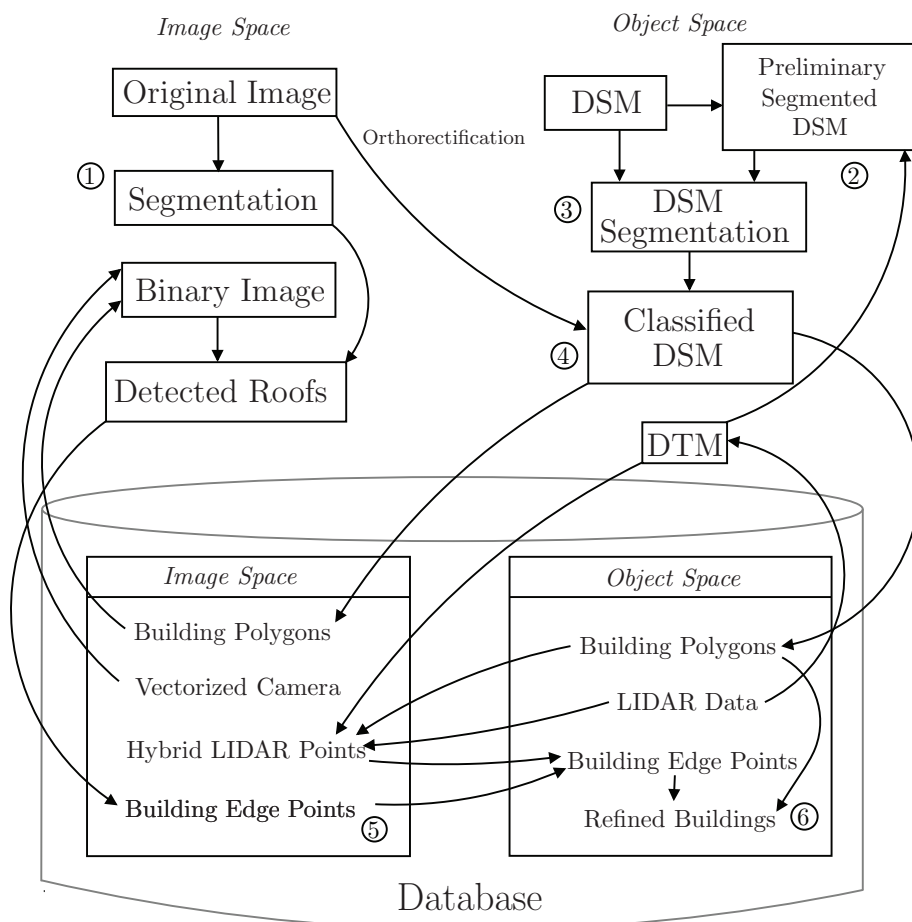 Image Space
Object Space
Original Image
DSM
Preliminary
Segmented
DSM
Orthorectification
①
②
Segmentation
③
DSM
Segmentation
Binary Image
Classified
DSM
④
Detected Roofs
DTM
Image Space
Object Space
Building Polygons
Building Polygons
Vectorized Camera
LIDAR Data
Hybrid LIDAR Points
Building Edge Points
Building Edge Points
⑤
Refined Buildings
⑥
Database